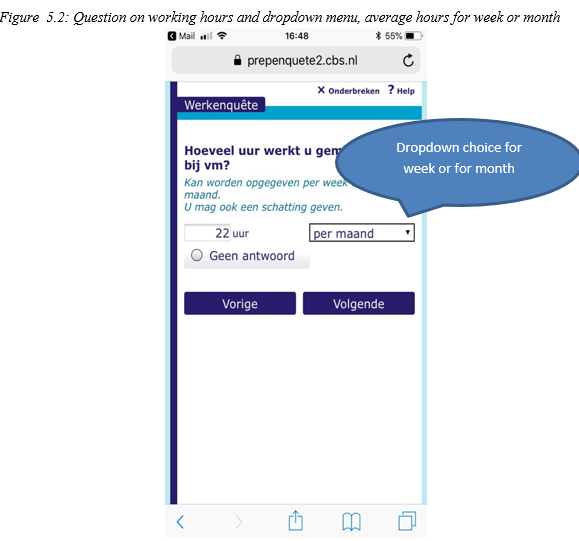 Figure 5.2: Question on working hours and dropdown menu, average hours for week or month
Mail 16:48 55%
prepenquete2.cbs.nl
X Onderbreken ? Help
Werkenquête
Hoeveel uur werkt u
bij vm?
Kan worden opgegeven per week
maand.
U mag ook een schatting geven.
22 uur per maand
Geen antwoord
Vorige Volgende
Dropdown choice for
week or for month